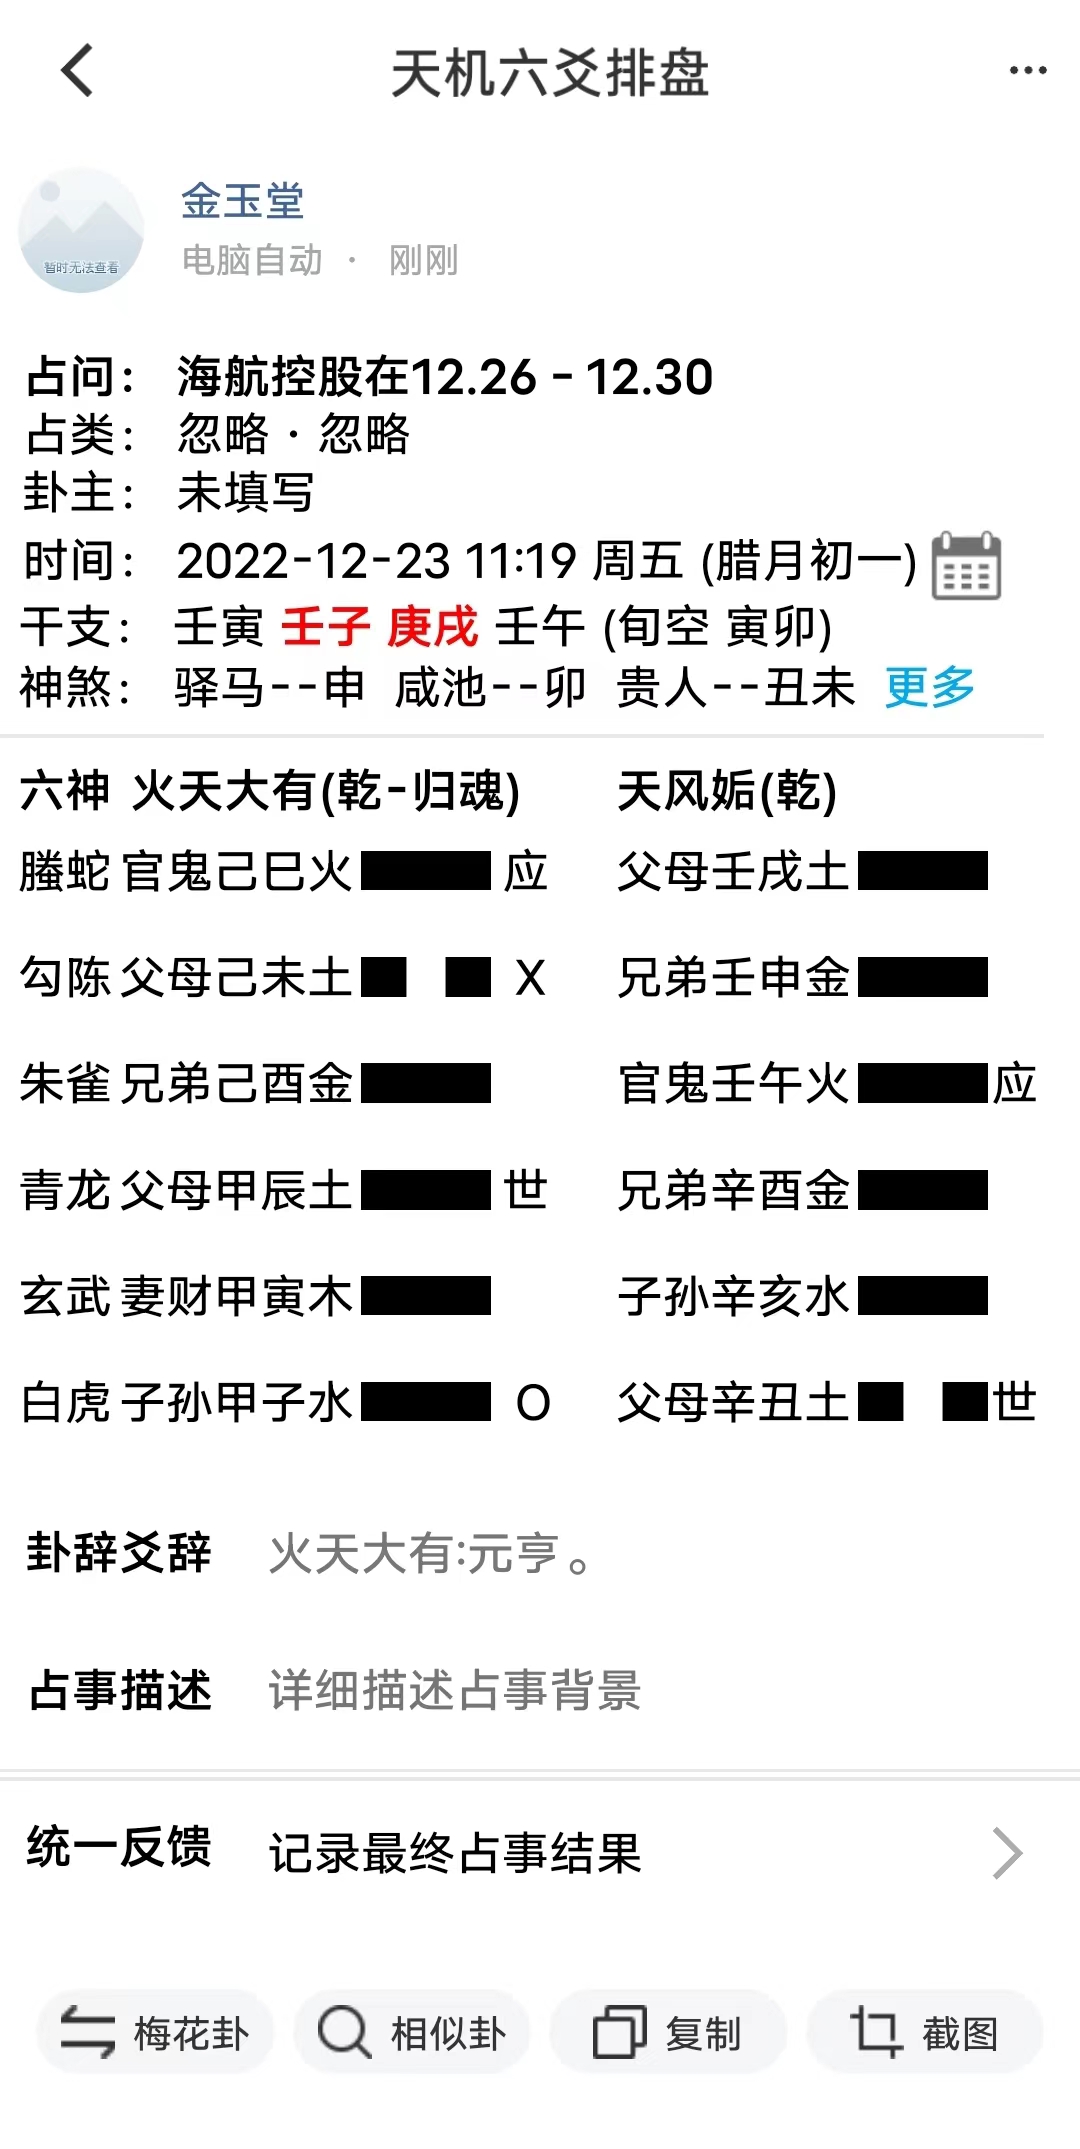 天机六爻排盘
金玉堂
暂时无法查看
电脑自动 · 刚刚
占问： 海航控股在12.26 - 12.30
占类： 忽略 · 忽略
卦主： 未填写
时间： 2022-12-23 11:19 周五 (腊月初一)
干支： 壬寅 壬子 庚戌 壬午 (旬空 寅卯)
神煞： 驿马--申 咸池--卯 贵人--丑未 更多
六神 火天大有(乾-归魂) 天风姤(乾)
螣蛇 官鬼己巳火 应 父母壬戌土
勾陈 父母己未土 X 兄弟壬申金
朱雀 兄弟己酉金 官鬼壬午火 应
青龙 父母甲辰土 世 兄弟辛酉金
玄武 妻财甲寅木 子孙辛亥水
白虎 子孙甲子水 O 父母辛丑土 世
卦辞爻辞 火天大有:元亨。
占事描述 详细描述占事背景
统一反馈 记录最终占事结果
梅花卦 相似卦 复制 截图